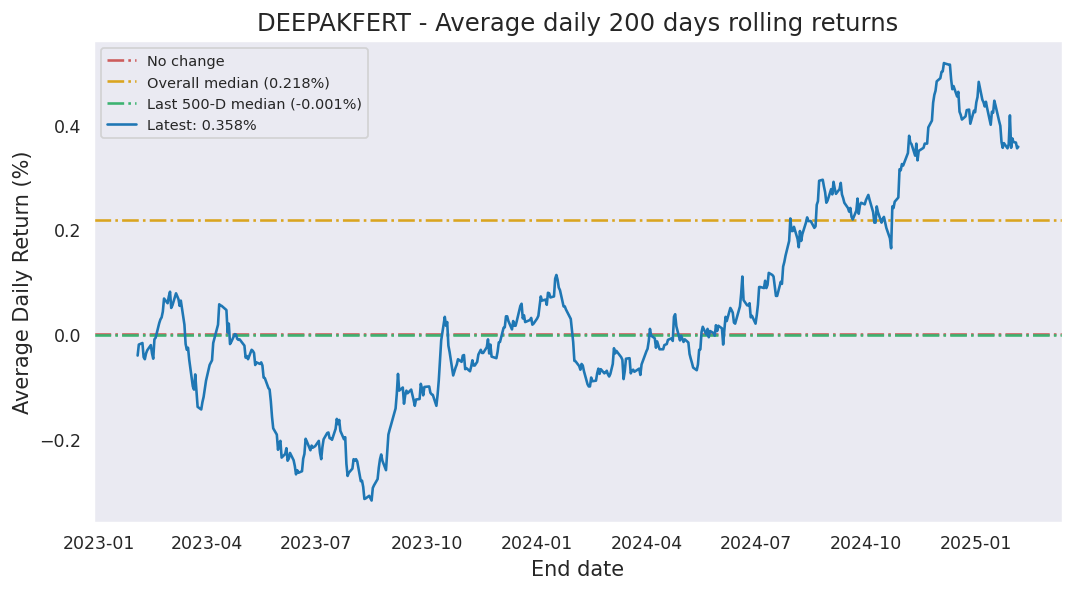 DEEPAKFERT - Average daily 200 days rolling returns
No change
Overall median (0.218%)
Last 500-D median (-0.001%)
Latest: 0.358%
Average Daily Return (%)
0.4
0.2
0.0
−0.2
2023-01 2023-04 2023-07 2023-10 2024-01 2024-04 2024-07 2024-10 2025-01
End date